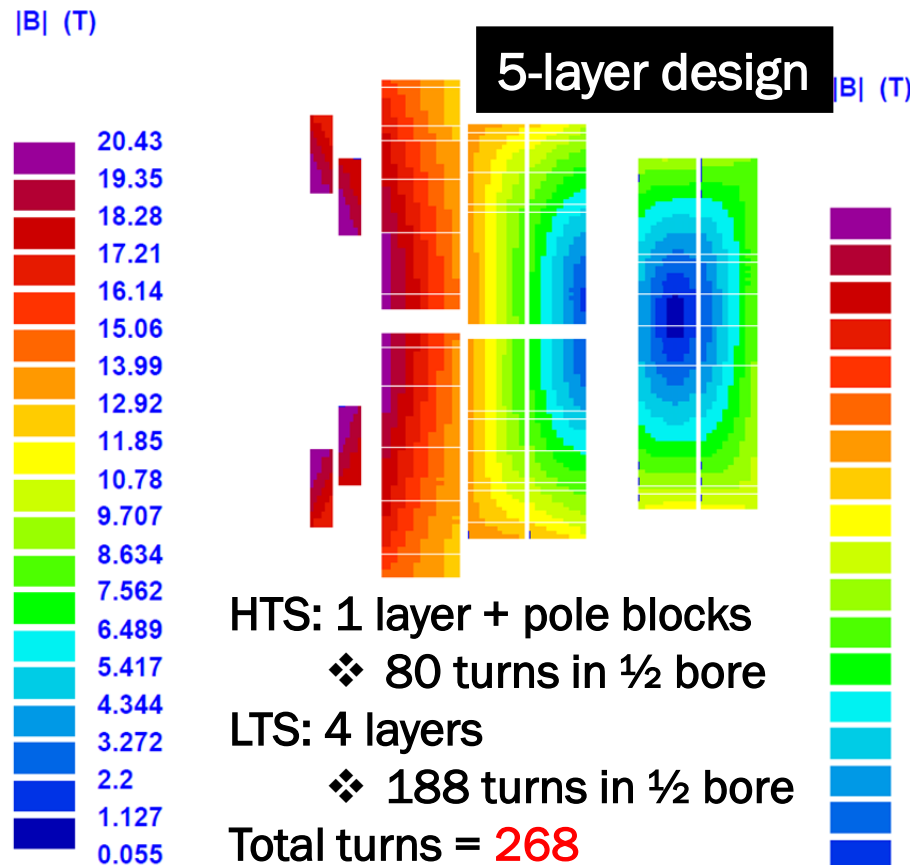 |B| (T)
5-layer design
|B| (T)
20.43
19.35
18.28
17.21
16.14
15.06
13.99
12.92
11.85
10.78
9.707
8.634
7.562
6.489
5.417
4.344
3.272
2.2
1.127
0.055
HTS: 1 layer + pole blocks
❖ 80 turns in ½ bore
LTS: 4 layers
❖ 188 turns in ½ bore
Total turns = 268